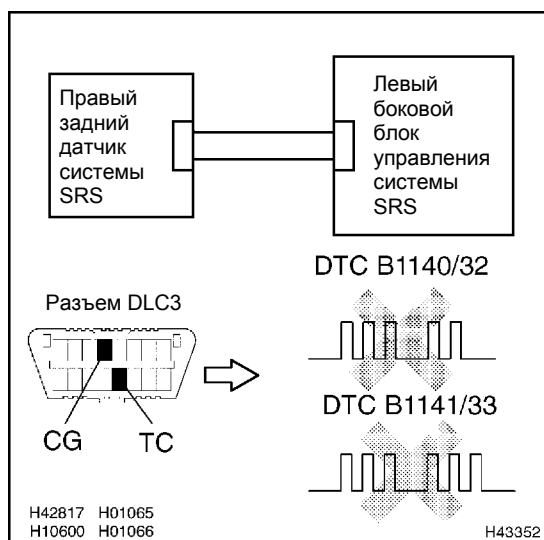 Правый
задний
датчик
системы
SRS
Левый
боковой
блок
управления
системы
SRS
DTC B1140/32
Разъем DLC3
DTC B1141/33
CG TC
H42817 H01065
H10600 H01066
H43352